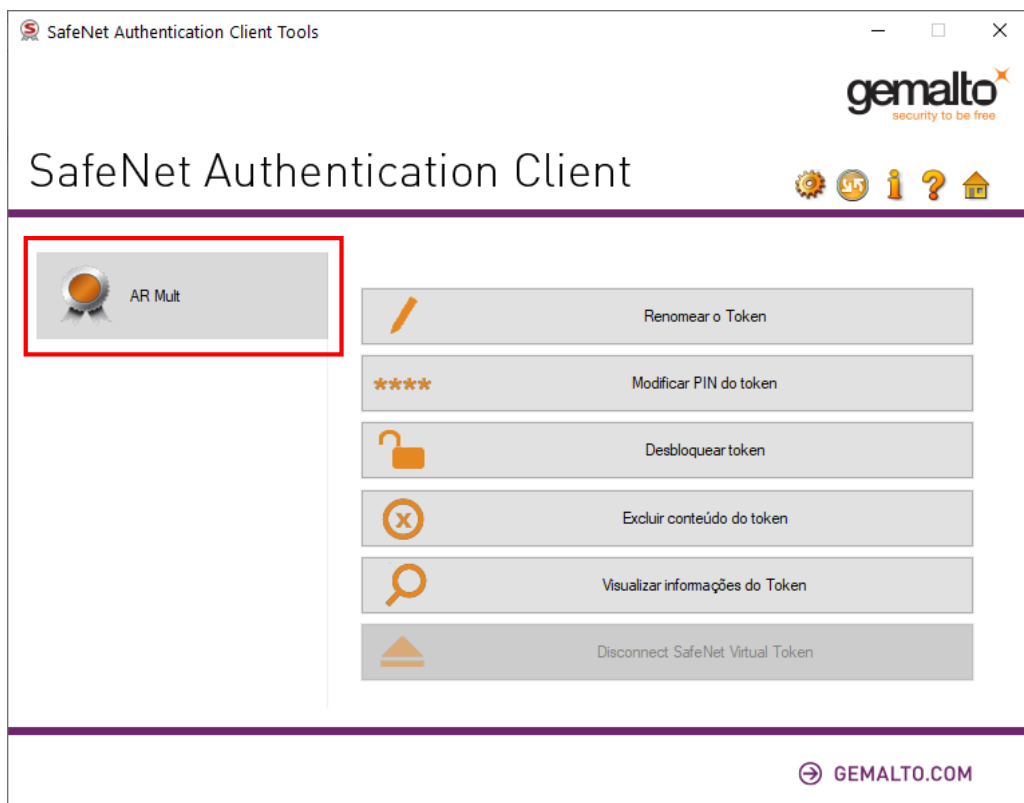 SafeNet Authentication Client Tools
gemalto
security to be free
SafeNet Authentication Client
AR Mult
Renomear o Token
**** Modificar PIN do token
Desbloquear token
Excluir conteúdo do token
Visualizar informações do Token
Disconnect SafeNet Virtual Token
GEMALTO.COM